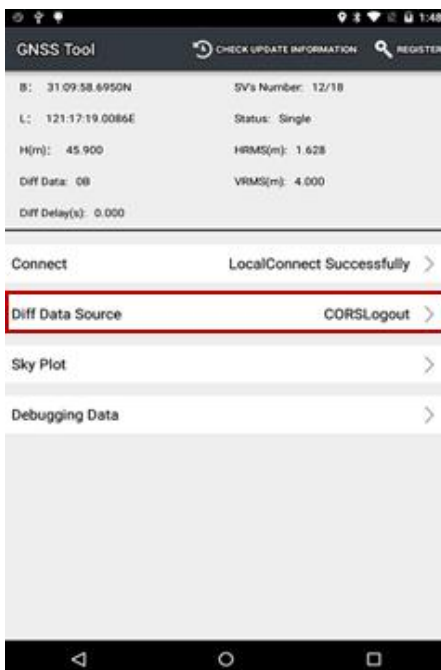 1:48
GNSS Tool CHECK UPDATE INFORMATION REGISTER
B: 31:09:58.6950N SV's Number: 12/18
L: 121:17:19.0086E Status: Single
H(m): 45.900 HRMS(m): 1.628
Diff Data: 0B VRMS(m): 4.000
Diff Delay(s): 0.000
Connect LocalConnect Successfully
Diff Data Source CORSLogout
Sky Plot
Debugging Data